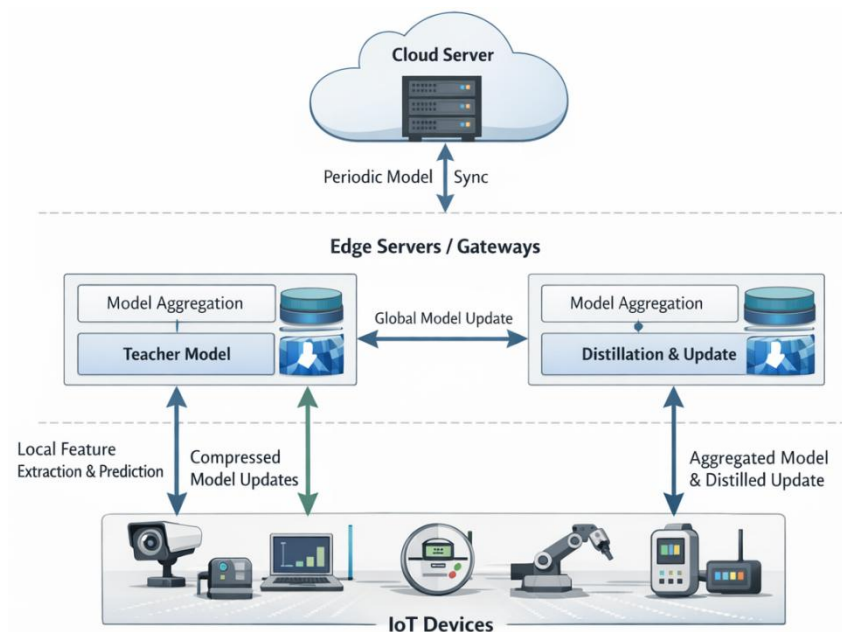 Cloud Server
Periodic Model Sync
Edge Servers / Gateways
Model Aggregation
Teacher Model
Global Model Update
Model Aggregation
Distillation & Update
Local Feature
Extraction & Prediction
Compressed
Model Updates
Aggregated Model
& Distilled Update
IoT Devices